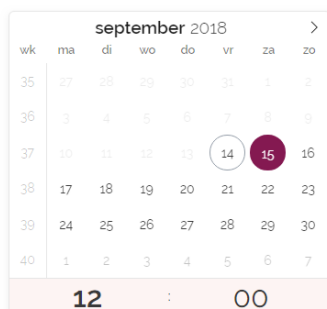 september 2018 >
wk ma di wo do vr za zo
35 27 28 29 30 31 1 2
36 3 4 5 6 7 8 9
37 10 11 12 13 14 15 16
38 17 18 19 20 21 22 23
39 24 25 26 27 28 29 30
40 1 2 3 4 5 6 7
12 : 00